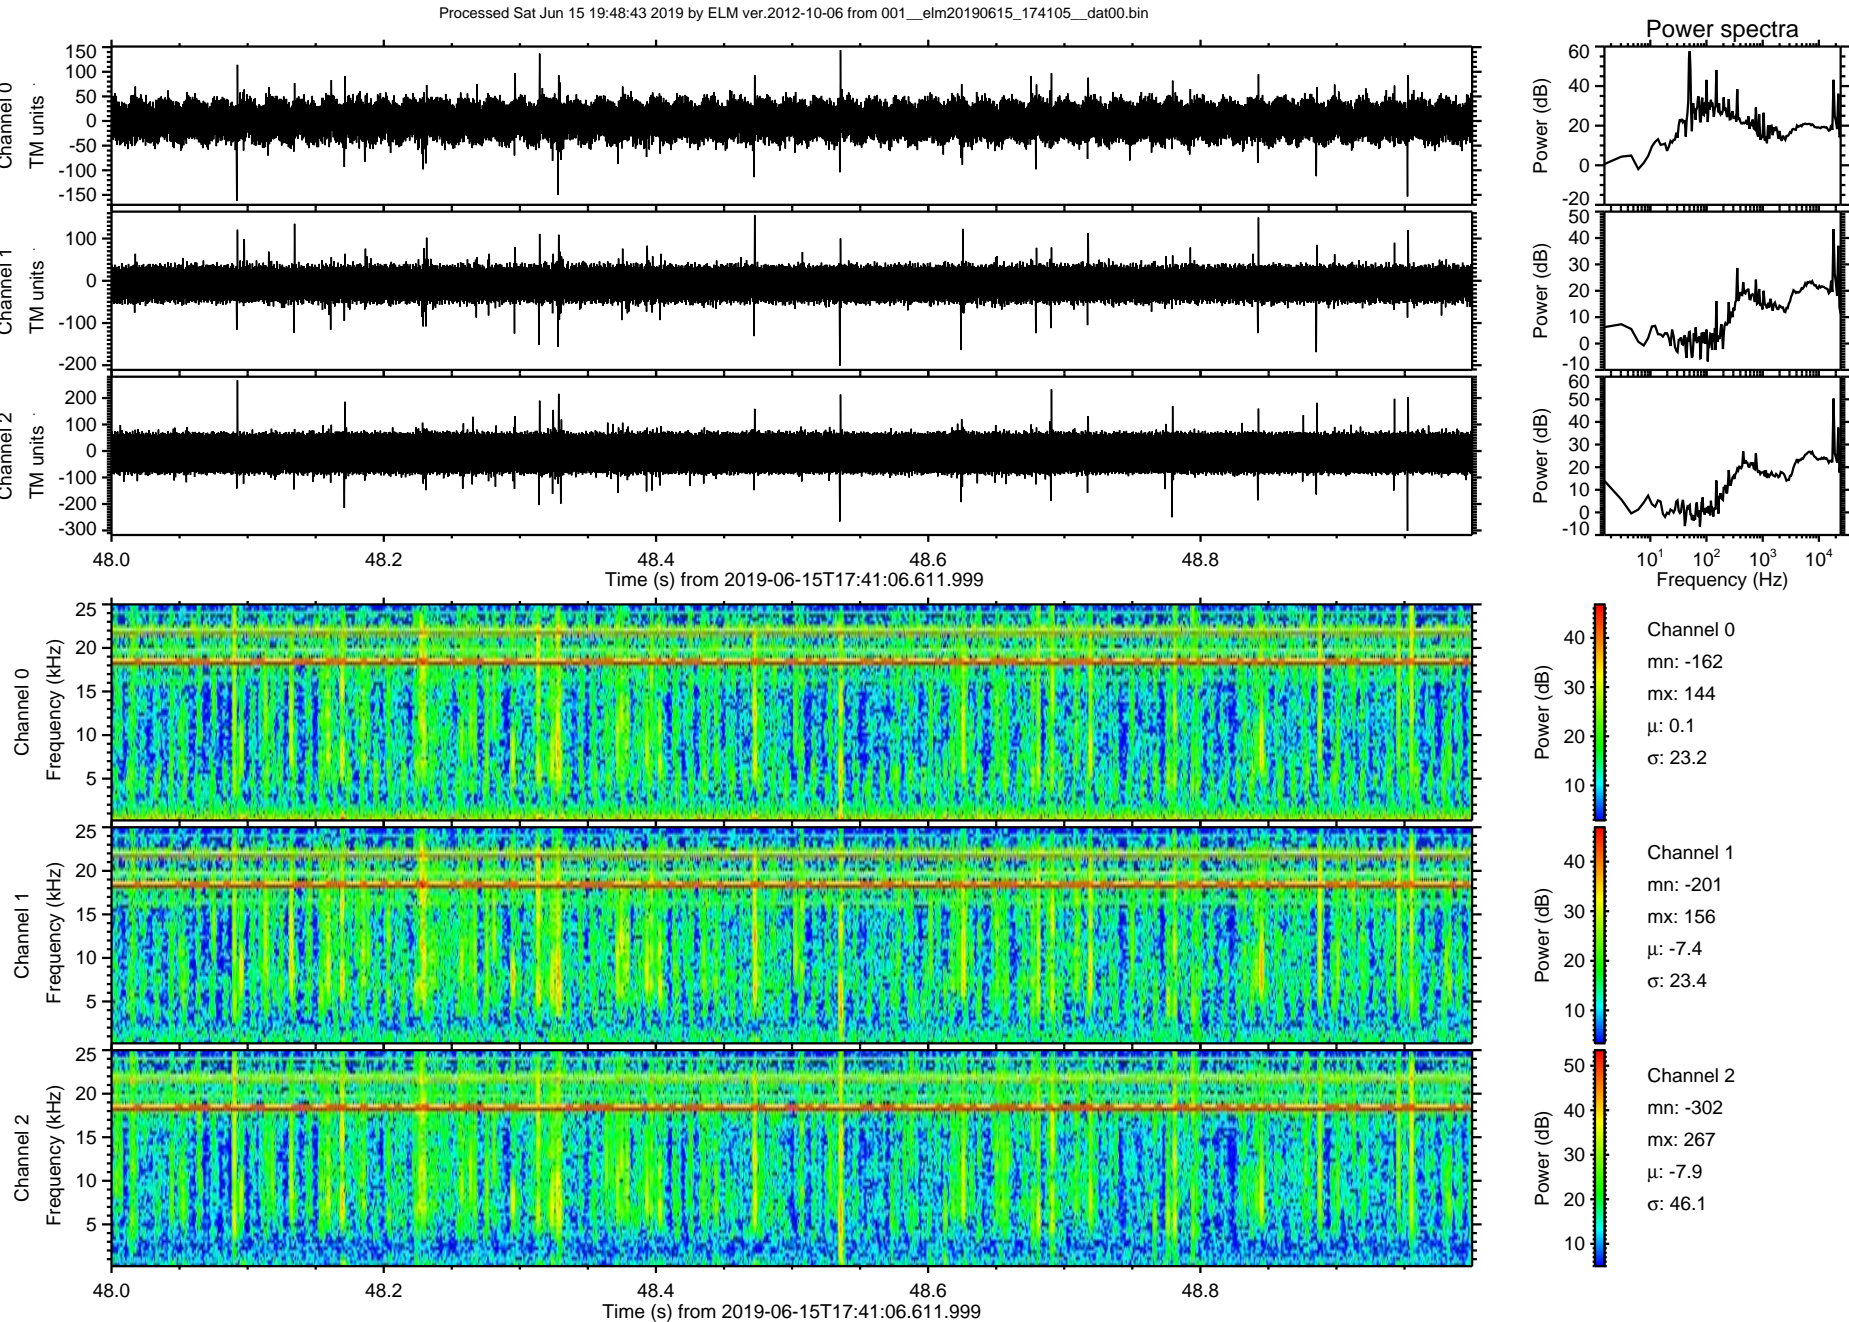 Processed Sat Jun 15 19:48:43 2019 by ELM ver.2012-10-06 from 001__elm20190615_174105__dat00.bin
Power spectra
Channel 0
TM units
150
100
50
0
-50
-100
-150
Power (dB)
60
40
20
0
-20
Channel 1
TM units
100
0
-100
-200
Power (dB)
50
40
30
20
10
0
-10
Channel 2
TM units
200
100
0
-100
-200
-300
Power (dB)
60
50
40
30
20
10
0
-10
48.0 48.2 48.4 48.6 48.8
Time (s) from 2019-06-15T17:41:06.611.999
10^1 10^2 10^3 10^4
Frequency (Hz)
Channel 0
Frequency (kHz)
25
20
15
10
5
Power (dB)
40
30
20
10
Channel 0
mn: -162
mx: 144
μ: 0.1
σ: 23.2
Channel 1
Frequency (kHz)
25
20
15
10
5
Power (dB)
40
30
20
10
Channel 1
mn: -201
mx: 156
μ: -7.4
σ: 23.4
Channel 2
Frequency (kHz)
25
20
15
10
5
Power (dB)
50
40
30
20
10
Channel 2
mn: -302
mx: 267
μ: -7.9
σ: 46.1
48.0 48.2 48.4 48.6 48.8
Time (s) from 2019-06-15T17:41:06.611.999